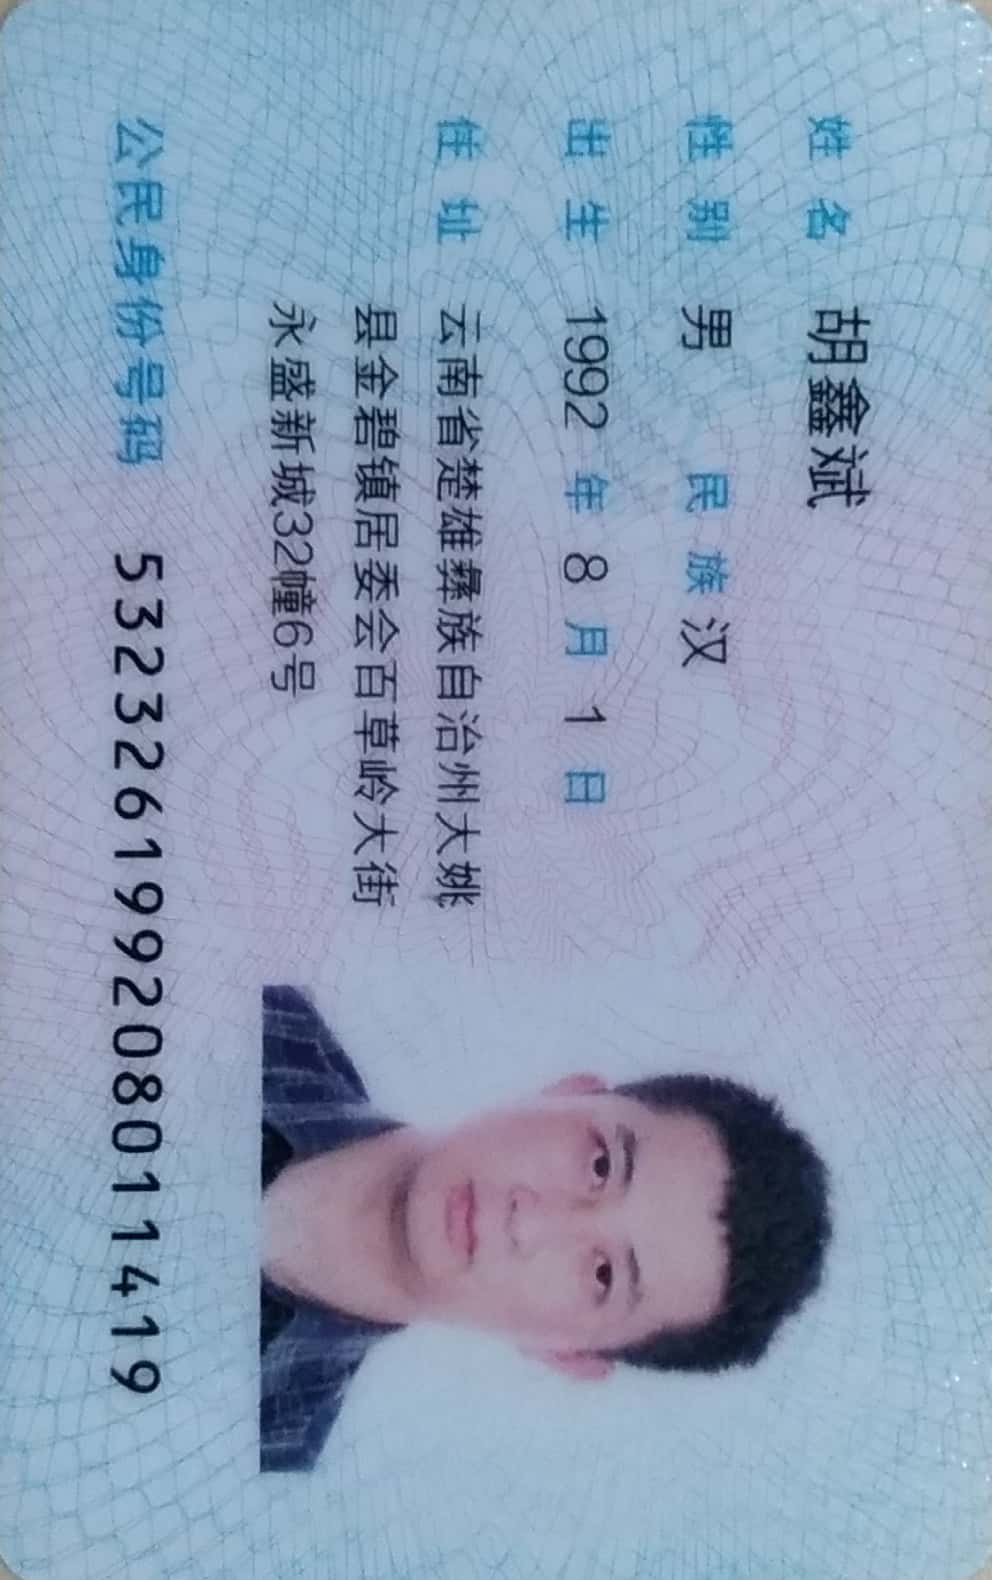 姓名 胡鑫斌
性别 男 民族 汉
出生 1992 年 8 月 1 日
住址 云南省楚雄彝族自治州大姚
县金碧镇居委会百草岭大街
永盛新城32幢6号
公民身份号码 532326199208011419